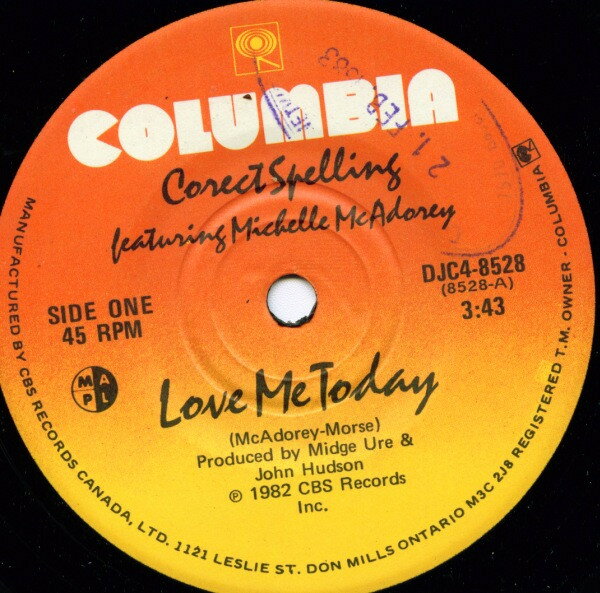 COLUMBIA
Corect Spelling
featuring Michelle McAdorey
21. FEB
DJC4-8528
(8528-A)
3:43
SIDE ONE
45 RPM
MAPL
Love Me Today
(McAdorey-Morse)
Produced by Midge Ure &
John Hudson
℗ 1982 CBS Records
Inc.
MANUFACTURED BY CBS RECORDS CANADA, LTD. 1121 LESLIE ST. DON MILLS ONTARIO M3C 2J8 REGISTERED T.M. OWNER - COLUMBIA